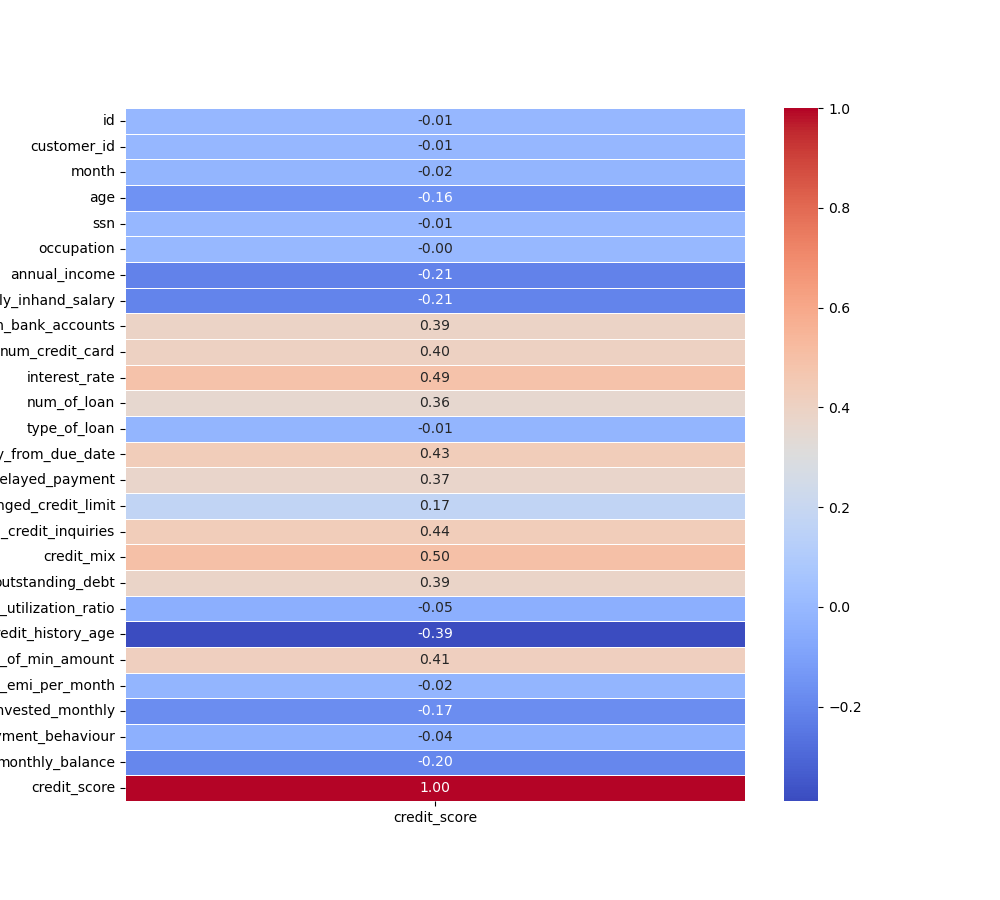 id -0.01
customer_id -0.01
month -0.02
age -0.16
ssn -0.01
occupation -0.00
annual_income -0.21
ly_inhand_salary -0.21
n_bank_accounts 0.39
num_credit_card 0.40
interest_rate 0.49
num_of_loan 0.36
type_of_loan -0.01
y_from_due_date 0.43
elayed_payment 0.37
nged_credit_limit 0.17
_credit_inquiries 0.44
credit_mix 0.50
outstanding_debt 0.39
_utilization_ratio -0.05
redit_history_age -0.39
_of_min_amount 0.41
_emi_per_month -0.02
nvested_monthly -0.17
yment_behaviour -0.04
monthly_balance -0.20
credit_score 1.00
credit_score
1.0
0.8
0.6
0.4
0.2
0.0
−0.2